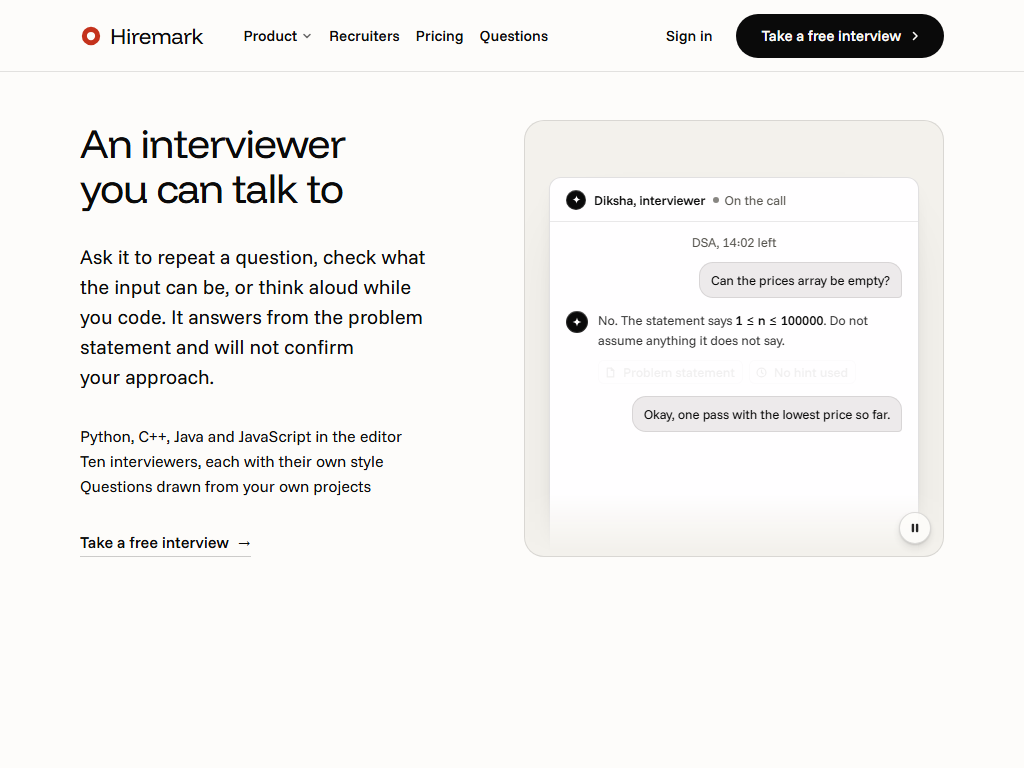 Hiremark
Product
Recruiters
Pricing
Questions
Sign in
Take a free interview
An interviewer
you can talk to
Ask it to repeat a question, check what
the input can be, or think aloud while
you code. It answers from the problem
statement and will not confirm
your approach.
Python, C++, Java and JavaScript in the editor
Ten interviewers, each with their own style
Questions drawn from your own projects
Take a free interview →
Diksha, interviewer
On the call
DSA, 14:02 left
Can the prices array be empty?
No. The statement says 1 ≤ n ≤ 100000. Do not
assume anything it does not say.
Problem statement
No hint used
Okay, one pass with the lowest price so far.